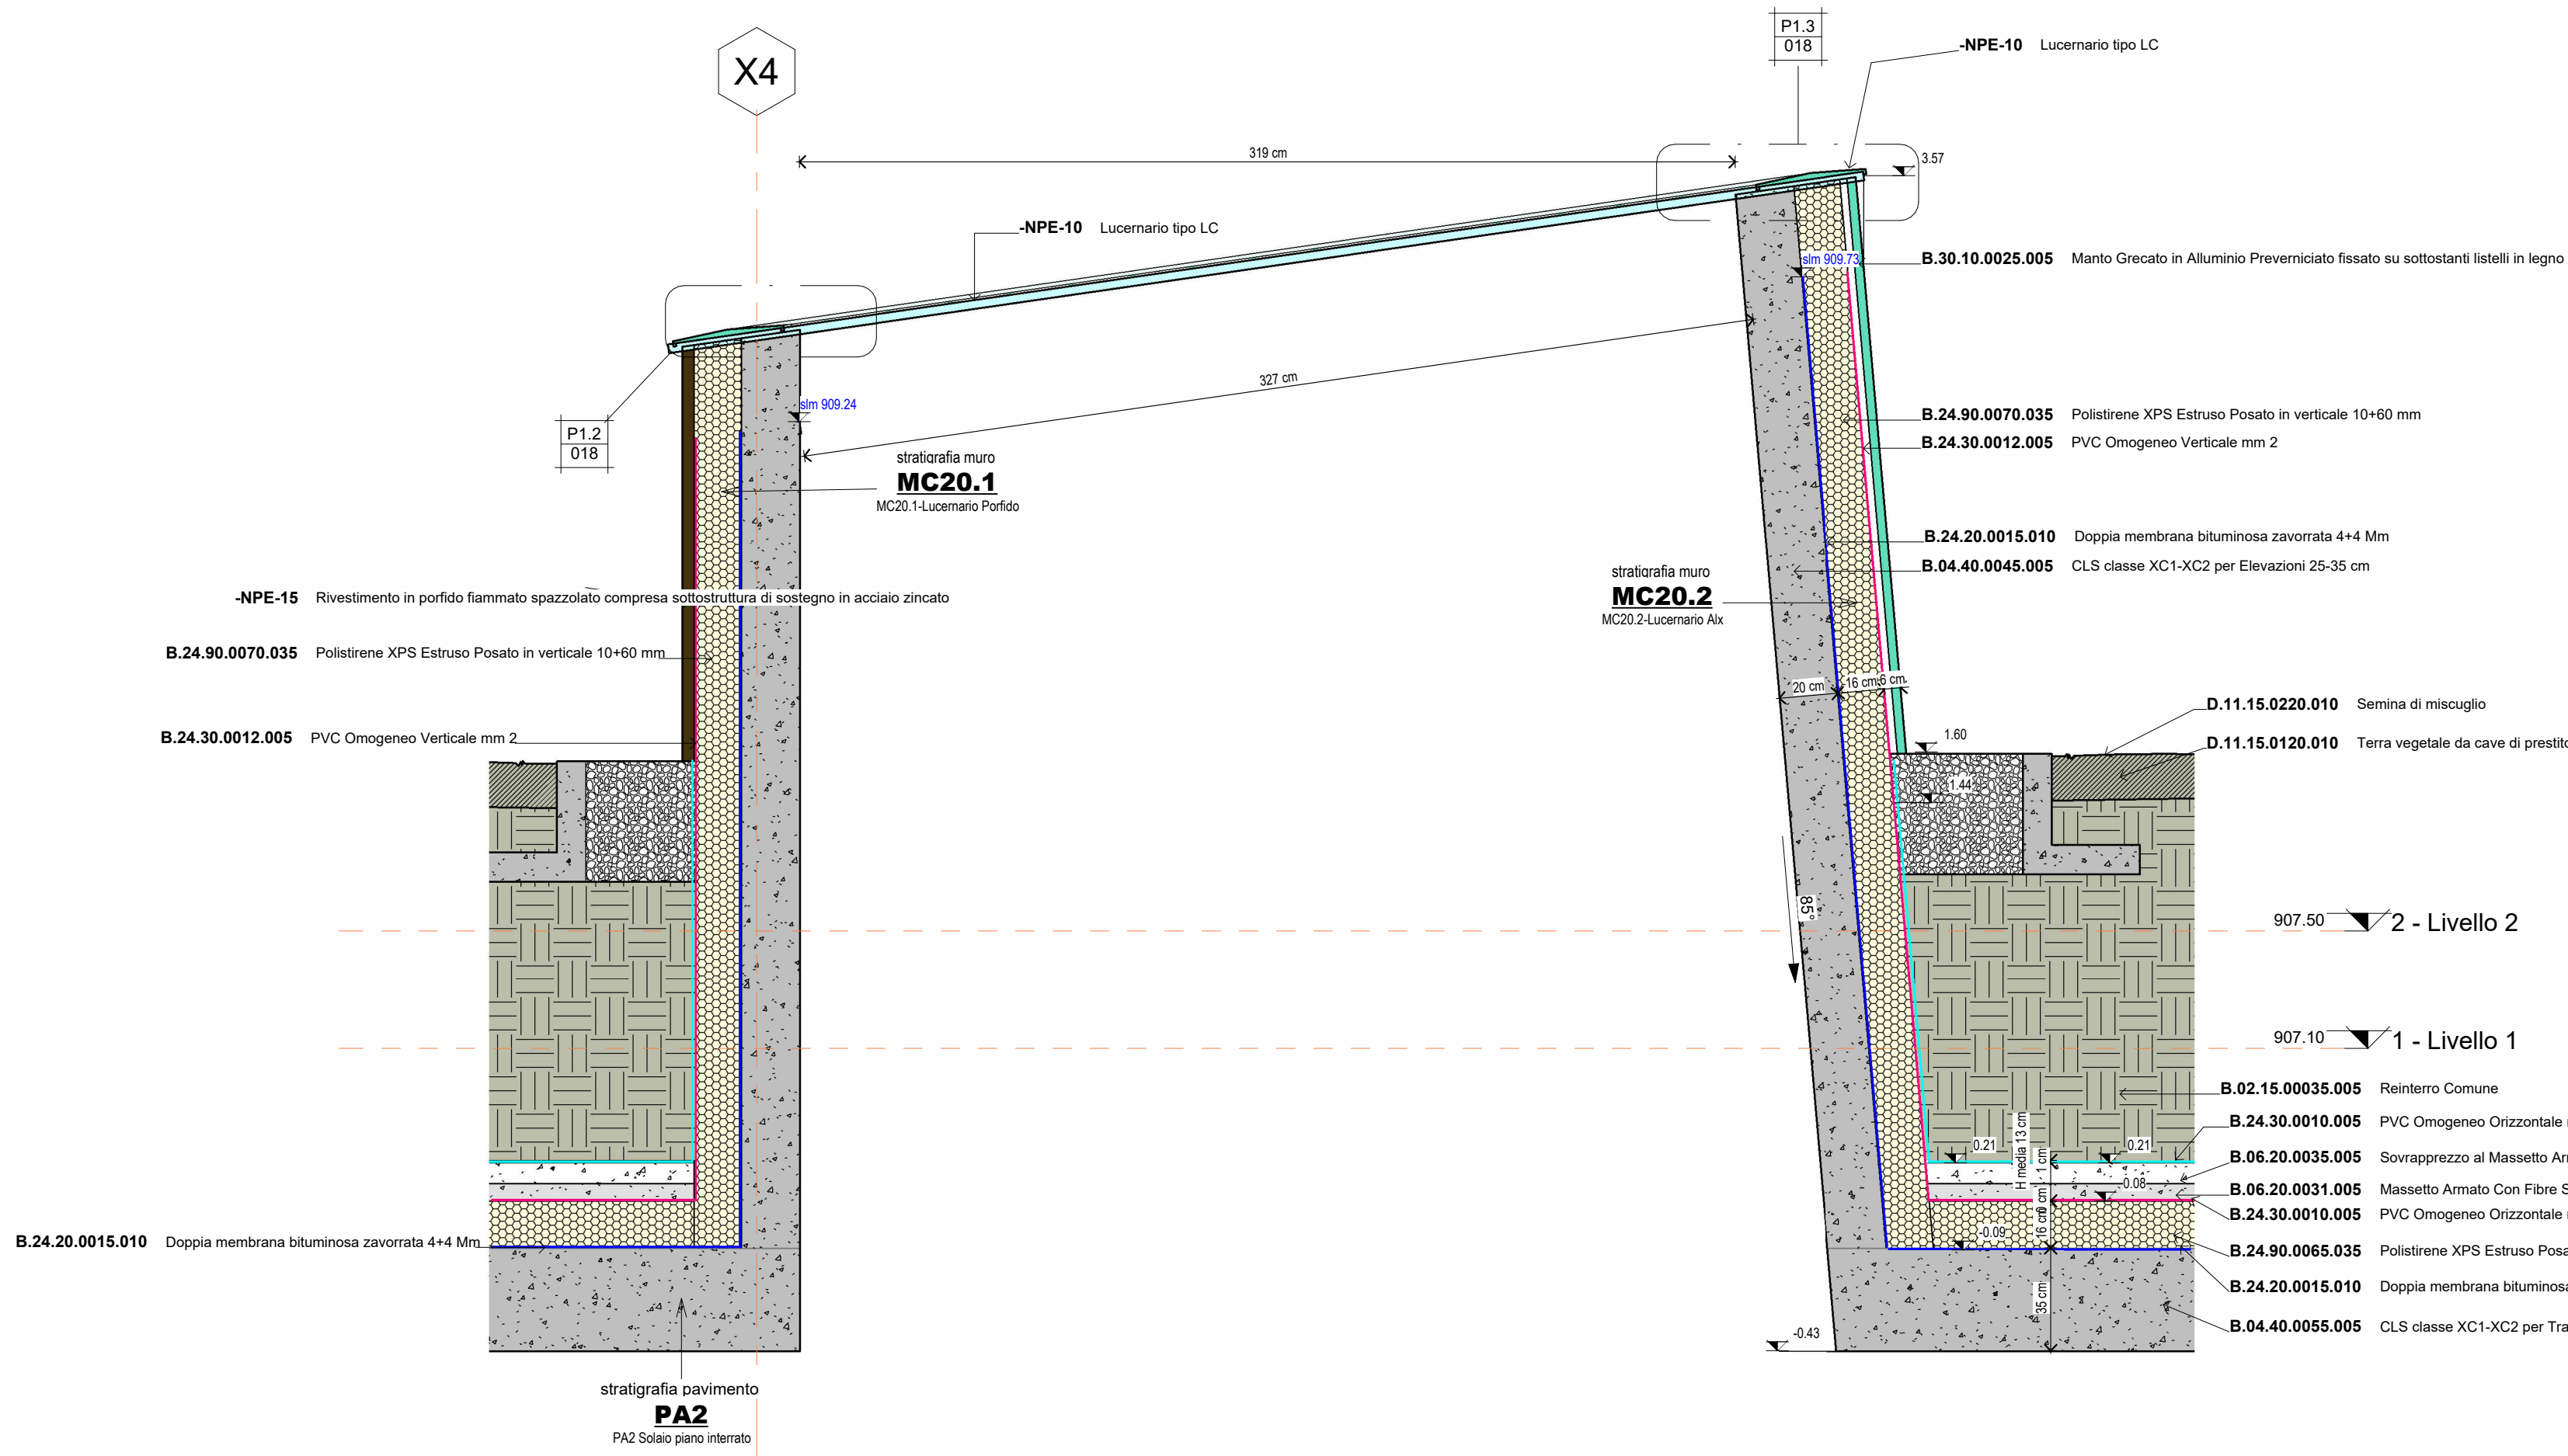 X4
P1.3
018
-NPE-10 Lucernario tipo LC
319 cm
3.57
-NPE-10 Lucernario tipo LC
slm 909.73
B.30.10.0025.005 Manto Grecato in Alluminio Preverniciato fissato su sottostanti listelli in legno
327 cm
slm 909.24
P1.2
018
B.24.90.0070.035 Polistirene XPS Estruso Posato in verticale 10+60 mm
B.24.30.0012.005 PVC Omogeneo Verticale mm 2
stratigrafia muro
MC20.1
MC20.1-Lucernario Porfido
B.24.20.0015.010 Doppia membrana bituminosa zavorrata 4+4 Mm
B.04.40.0045.005 CLS classe XC1-XC2 per Elevazioni 25-35 cm
stratigrafia muro
MC20.2
MC20.2-Lucernario Alx
-NPE-15 Rivestimento in porfido fiammato spazzolato compresa sottostruttura di sostegno in acciaio zincato
B.24.90.0070.035 Polistirene XPS Estruso Posato in verticale 10+60 mm
20 cm
16 cm
6 cm
D.11.15.0220.010 Semina di miscuglio
B.24.30.0012.005 PVC Omogeneo Verticale mm 2
1.60
D.11.15.0120.010 Terra vegetale da cave di prestito
1.44
85°
907.50 2 - Livello 2
907.10 1 - Livello 1
B.02.15.00035.005 Reinterro Comune
B.24.30.0010.005 PVC Omogeneo Orizzontale
0.21
H media 13 cm
1 cm
0.21
B.06.20.0035.005 Sovrapprezzo al Massetto
0.08
B.06.20.0031.005 Massetto Armato Con Fibre
0 cm
B.24.30.0010.005 PVC Omogeneo Orizzontale
-0.09
16 cm
B.24.20.0015.010 Doppia membrana bituminosa zavorrata 4+4 Mm
B.24.90.0065.035 Polistirene XPS Estruso
B.24.20.0015.010 Doppia membrana bituminosa
35 cm
-0.43
B.04.40.0055.005 CLS classe XC1-XC2 per
stratigrafia pavimento
PA2
PA2 Solaio piano interrato